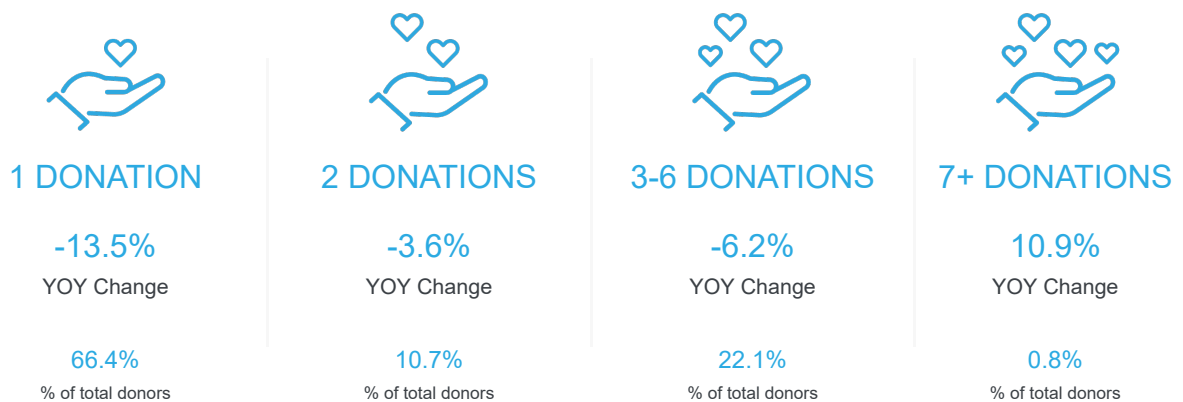 1 DONATION
-13.5%
YOY Change
66.4%
% of total donors
2 DONATIONS
-3.6%
YOY Change
10.7%
% of total donors
3-6 DONATIONS
-6.2%
YOY Change
22.1%
% of total donors
7+ DONATIONS
10.9%
YOY Change
0.8%
% of total donors